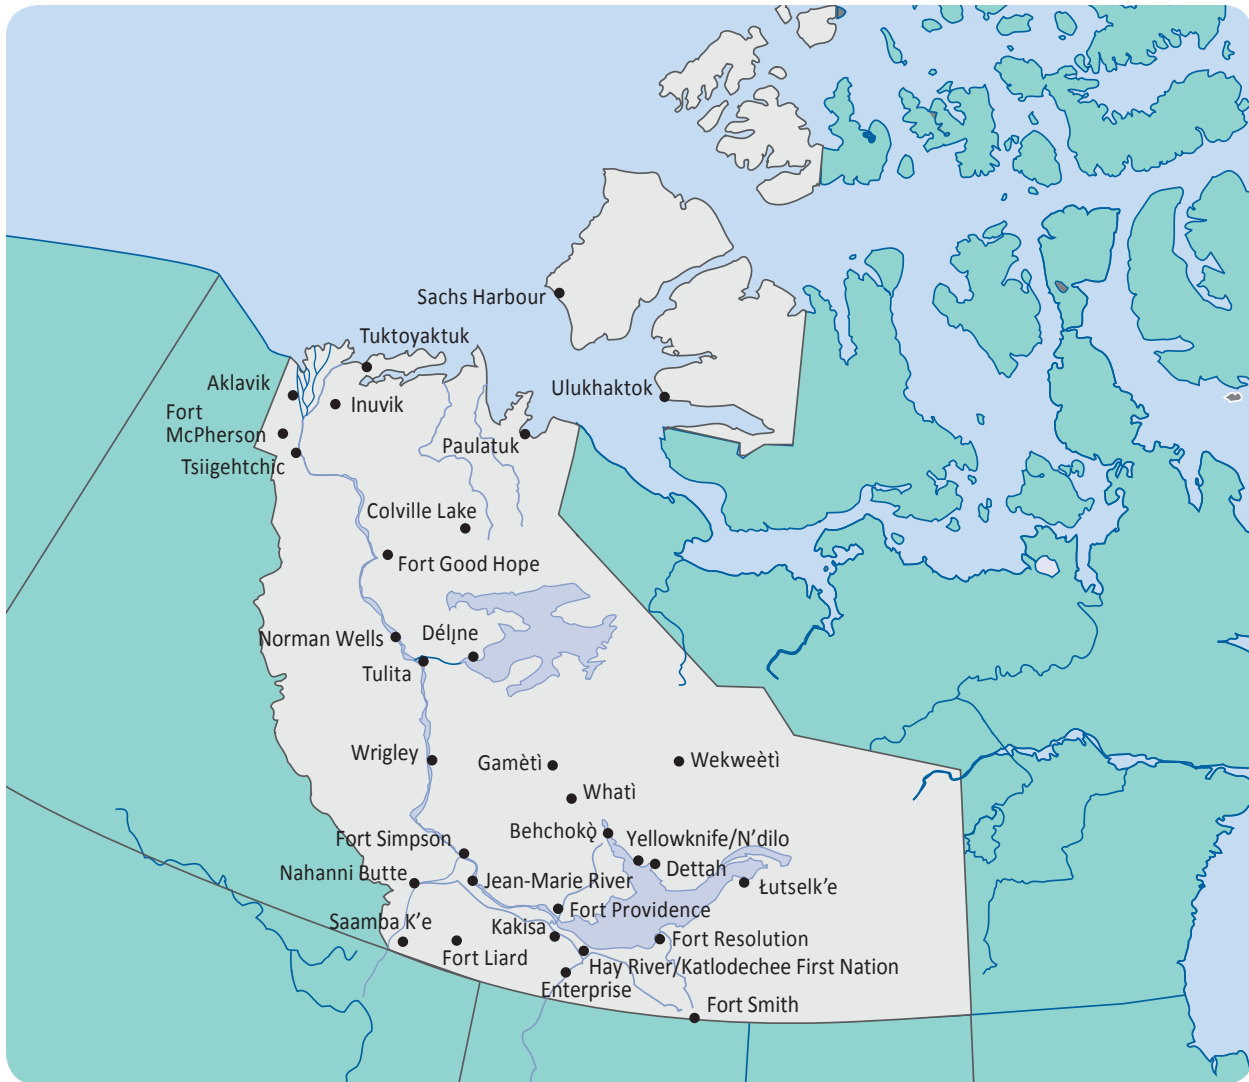 Sachs Harbour
Tuktoyaktuk
Aklavik
Ulukhaktok
Inuvik
Fort
McPherson
Paulatuk
Tsiigehtchic
Colville Lake
Fort Good Hope
Norman Wells
Délı̨ne
Tulita
Wrigley
Gamètì
Wekweètì
Whatì
Behchokǫ̀
Yellowknife/N’dilo
Fort Simpson
Dettah
Nahanni Butte
Jean-Marie River
Łutselk’e
Fort Providence
Saamba K’e
Kakisa
Fort Resolution
Fort Liard
Hay River/Katlodechee First Nation
Enterprise
Fort Smith